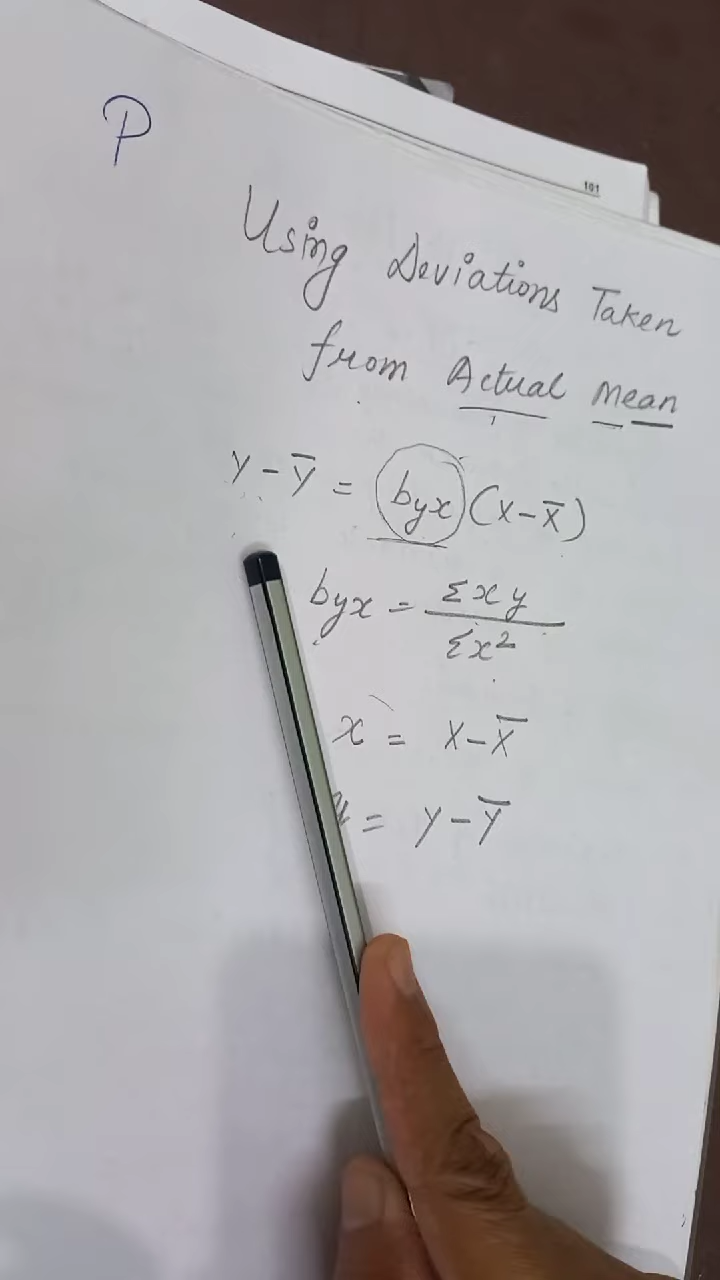 101
P
Using Deviations Taken
from Actual Mean
Y - Y̅ = byx (X - X̅)
byx = Σxy / Σx²
x = X - X̅
y = Y - Y̅